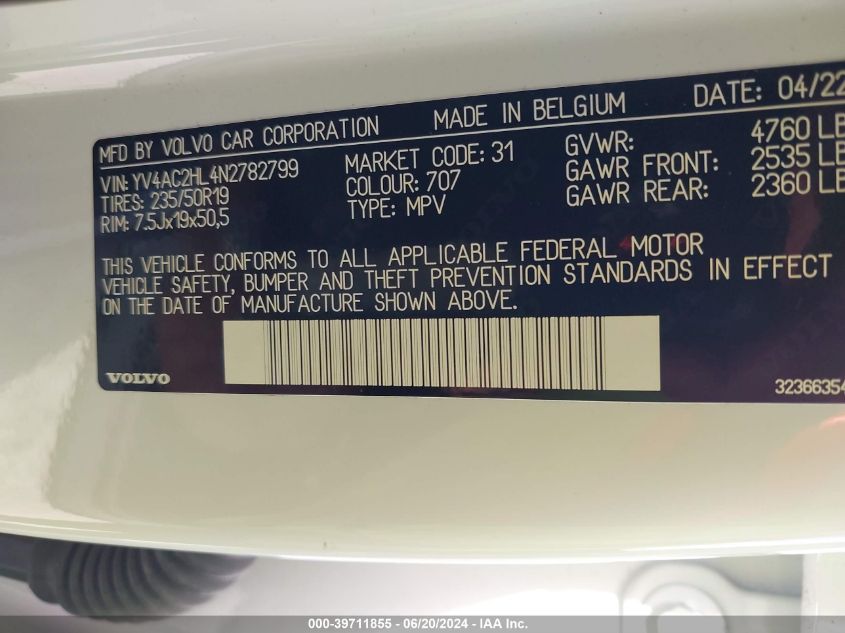 MFD BY VOLVO CAR CORPORATION MADE IN BELGIUM DATE: 04/22
VIN: YV4AC2HL4N2782799 MARKET CODE: 31 GVWR: 4760 LB
TIRES: 235/50R19 COLOUR: 707 GAWR FRONT: 2535 LB
RIM: 7.5Jx19x50,5 TYPE: MPV GAWR REAR: 2360 LB
THIS VEHICLE CONFORMS TO ALL APPLICABLE FEDERAL MOTOR
VEHICLE SAFETY, BUMPER AND THEFT PREVENTION STANDARDS IN EFFECT
ON THE DATE OF MANUFACTURE SHOWN ABOVE.
VOLVO 32366354
000-39711855 - 06/20/2024 - IAA Inc.